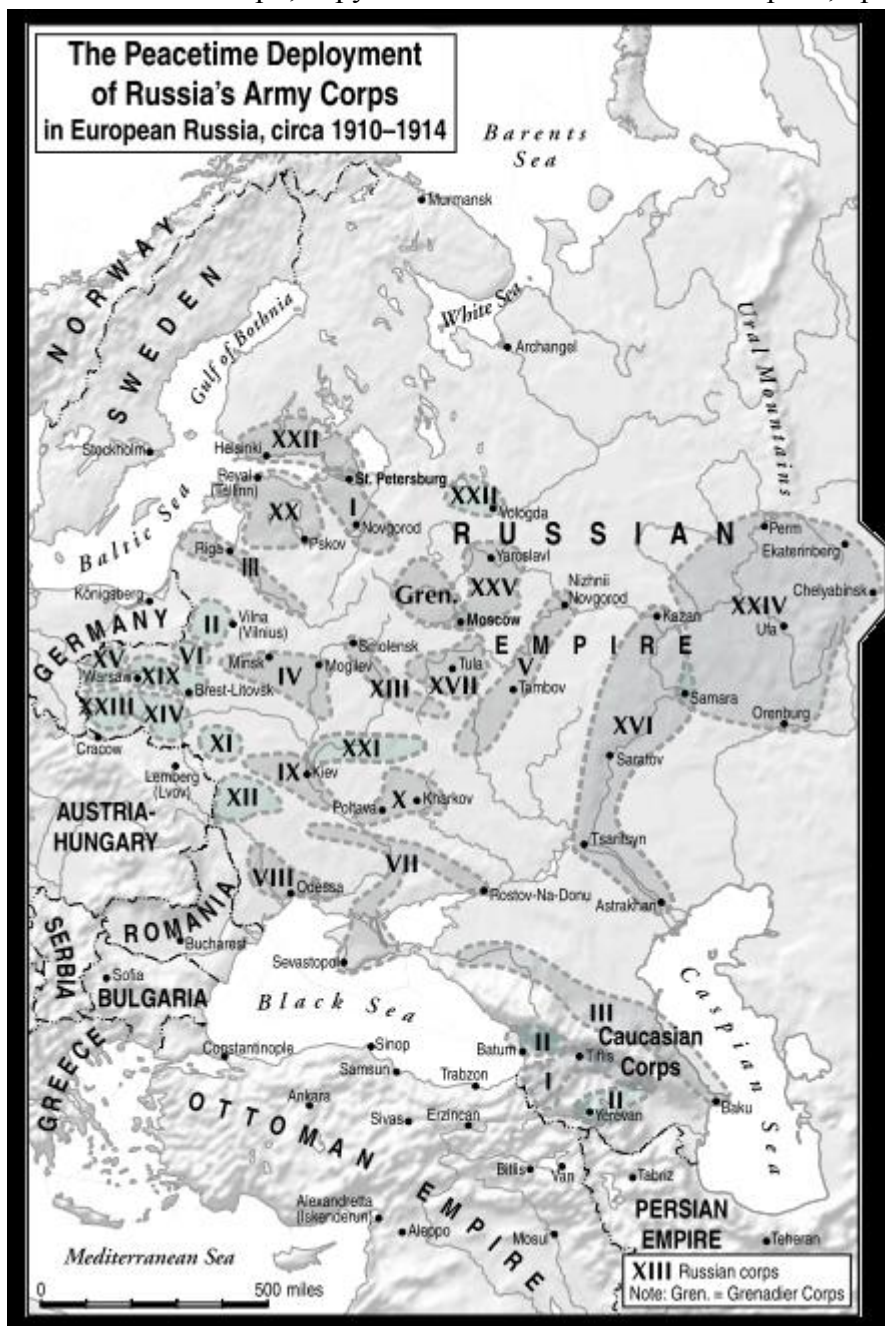 The Peacetime Deployment
of Russia's Army Corps
in European Russia, circa 1910–1914
Barents
Sea
Murmansk
NORWAY
SWEDEN
Gulf of Bothnia
White Sea
Archangel
Ural Mountains
Stockholm
Helsinki
XXII
Reval
(Tallinn)
St. Petersburg
XX
I
Novgorod
Pskov
XXII
Vologda
RUSSIAN
Perm
Ekaterinberg
Baltic Sea
Riga
III
Yaroslavl
XXV
Gren.
Moscow
Nizhnii
Novgorod
Kazan
XXIV
Chelyabinsk
Ufa
Königsberg
GERMANY
II
Vilna
(Vilnius)
EMPIRE
XV
VI
Warsaw
XIX
Minsk
IV
Mogilev
Smolensk
XIII
Tula
XVII
V
Tambov
Samara
Orenburg
Brest-Litovsk
XXIII
XIV
XVI
Cracow
XI
XXI
Saratov
Lemberg
(Lvov)
IX
Kiev
XII
X
Kharkov
Poltava
AUSTRIA-
HUNGARY
Tsaritsyn
VII
VIII
Odessa
Rostov-Na-Donu
Astrakhan
ROMANIA
Bucharest
SERBIA
Sofia
BULGARIA
Sevastopol
Black Sea
Caspian Sea
III
Caucasian
Corps
II
Batum
Tiflis
I
II
Yerevan
Baku
GREECE
Constantinople
Sinop
Samsun
Trabzon
Ankara
OTTOMAN
Sivas
Erzincan
Bitlis
Van
Tabriz
EMPIRE
Alexandretta
(Iskenderun)
Aleppo
Mosul
PERSIAN
EMPIRE
Teheran
Mediterranean Sea
0
500 miles
XIII Russian corps
Note: Gren. = Grenadier Corps